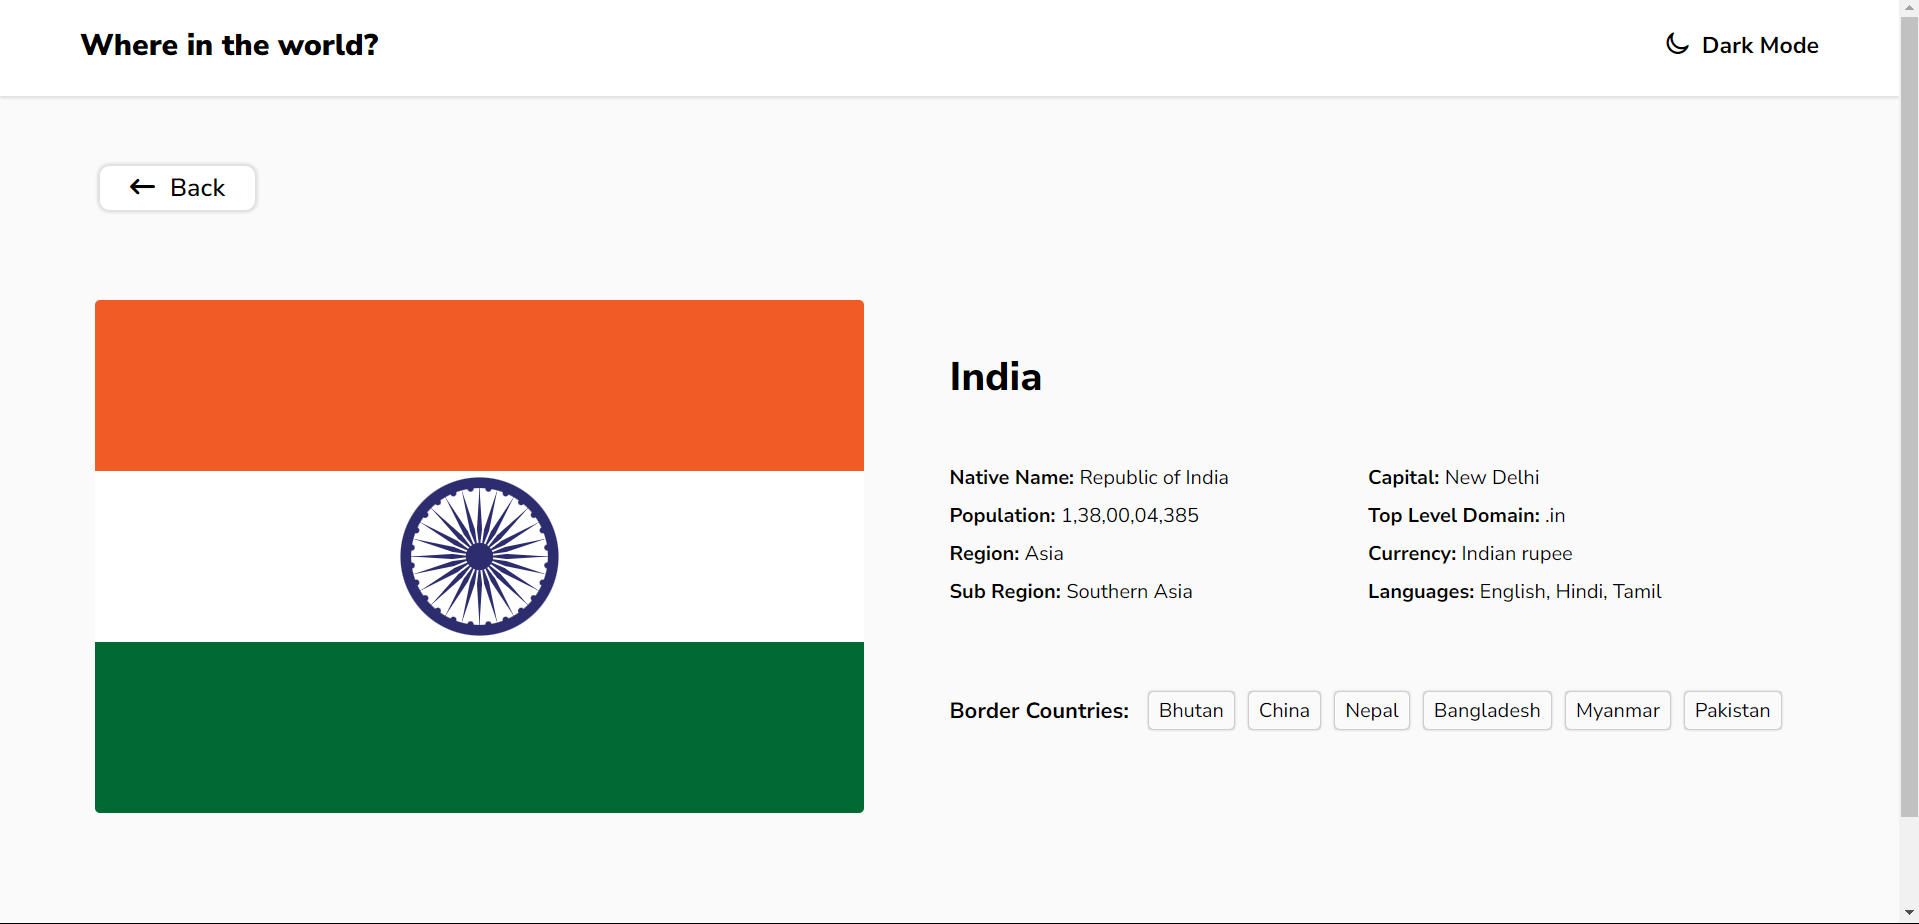 Where in the world?
Dark Mode
Back
India
Native Name: Republic of India
Population: 1,38,00,04,385
Region: Asia
Sub Region: Southern Asia
Capital: New Delhi
Top Level Domain: .in
Currency: Indian rupee
Languages: English, Hindi, Tamil
Border Countries: Bhutan China Nepal Bangladesh Myanmar Pakistan